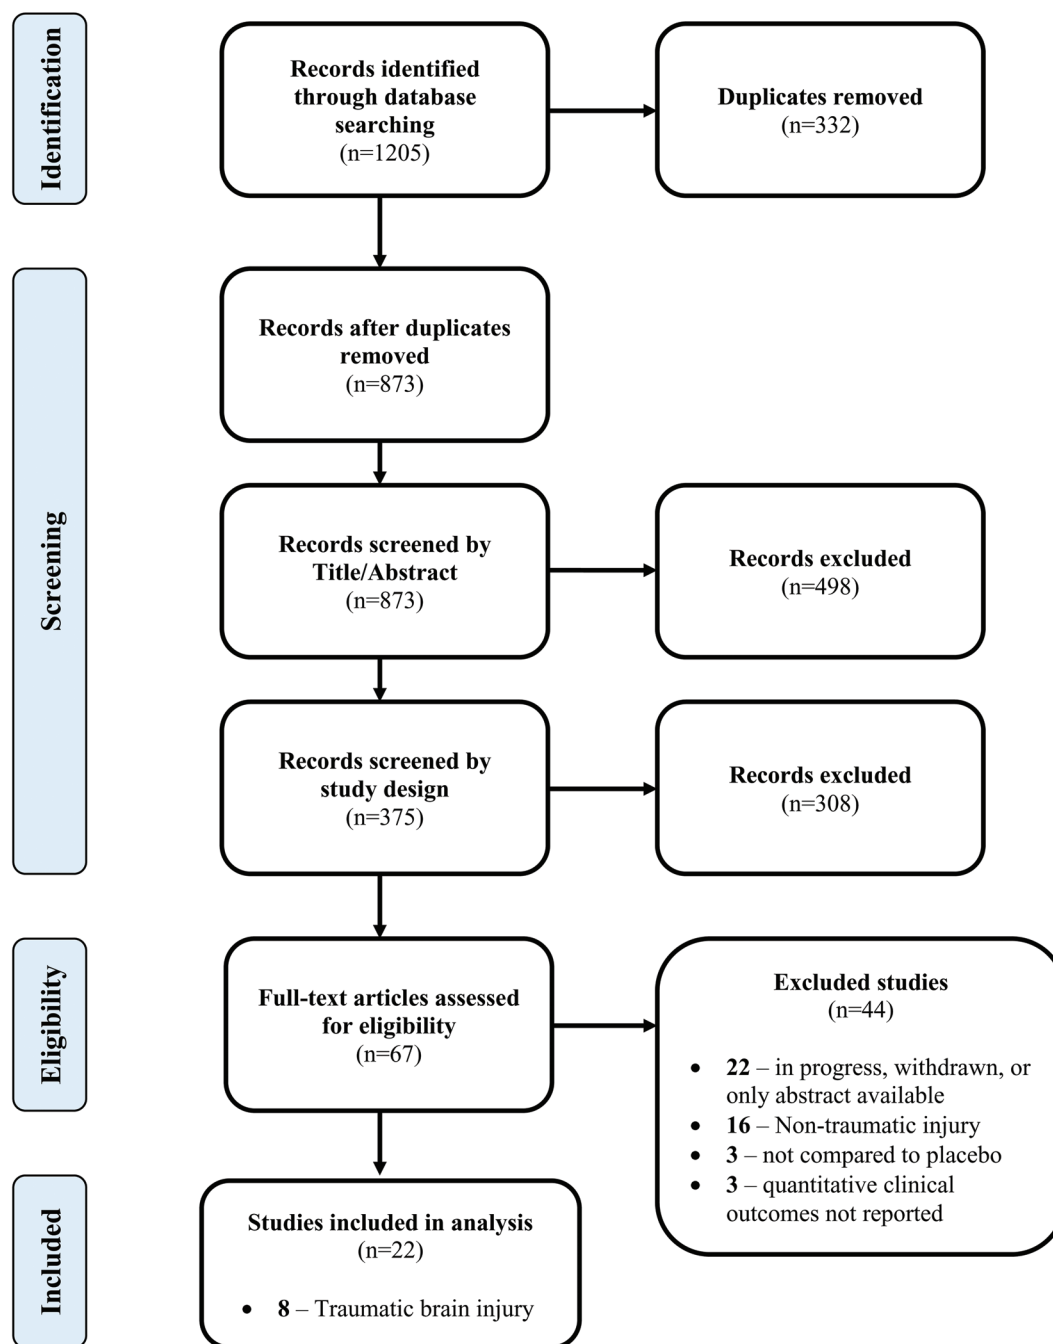 Identification
Records identified
through database
searching
(n=1205)
Duplicates removed
(n=332)
Screening
Records after duplicates
removed
(n=873)
Records screened by
Title/Abstract
(n=873)
Records excluded
(n=498)
Records screened by
study design
(n=375)
Records excluded
(n=308)
Eligibility
Full-text articles assessed
for eligibility
(n=67)
Excluded studies
(n=44)
• 22 – in progress, withdrawn, or
only abstract available
• 16 – Non-traumatic injury
• 3 – not compared to placebo
• 3 – quantitative clinical
outcomes not reported
Included
Studies included in analysis
(n=22)
• 8 – Traumatic brain injury